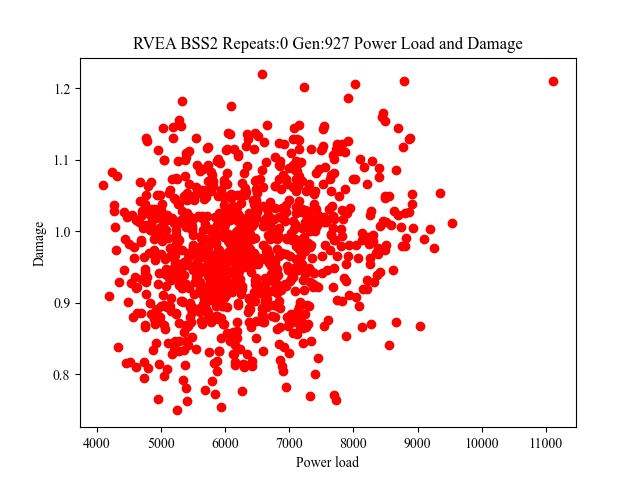 RVEA BSS2 Repeats:0 Gen:927 Power Load and Damage
1.2
1.1
1.0
0.9
0.8
Damage
4000 5000 6000 7000 8000 9000 10000 11000
Power load